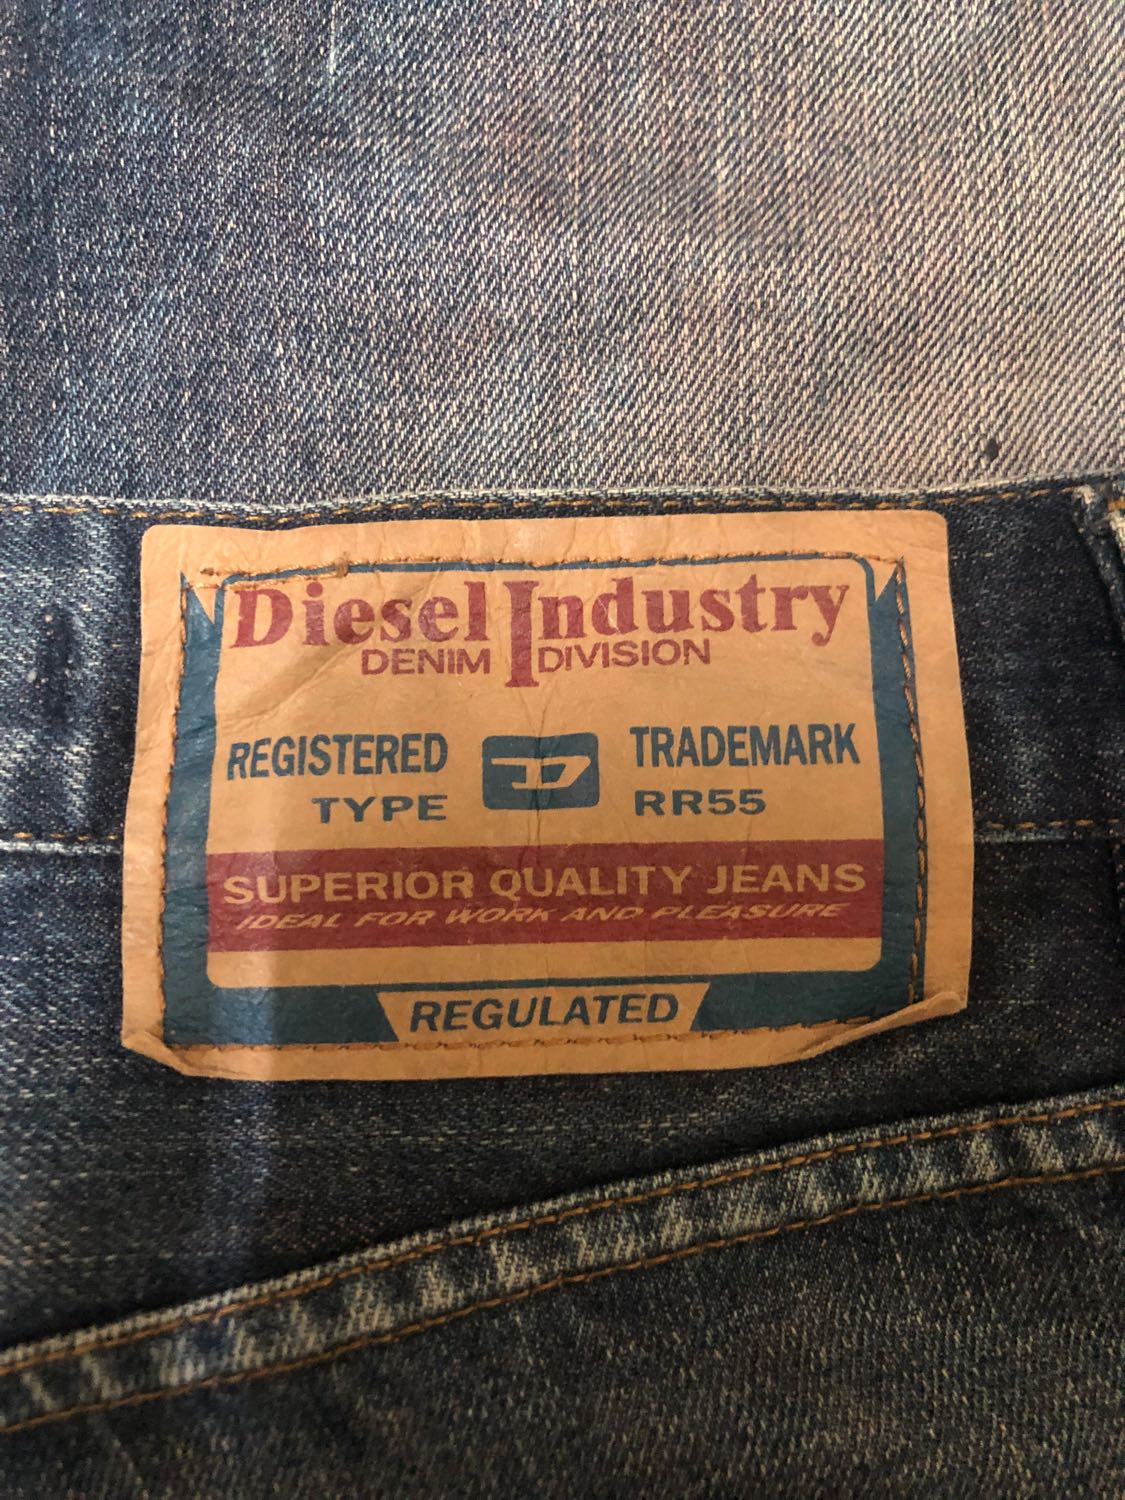 Diesel Industry
DENIM DIVISION
REGISTERED D TRADEMARK
TYPE RR55
SUPERIOR QUALITY JEANS
IDEAL FOR WORK AND PLEASURE
REGULATED